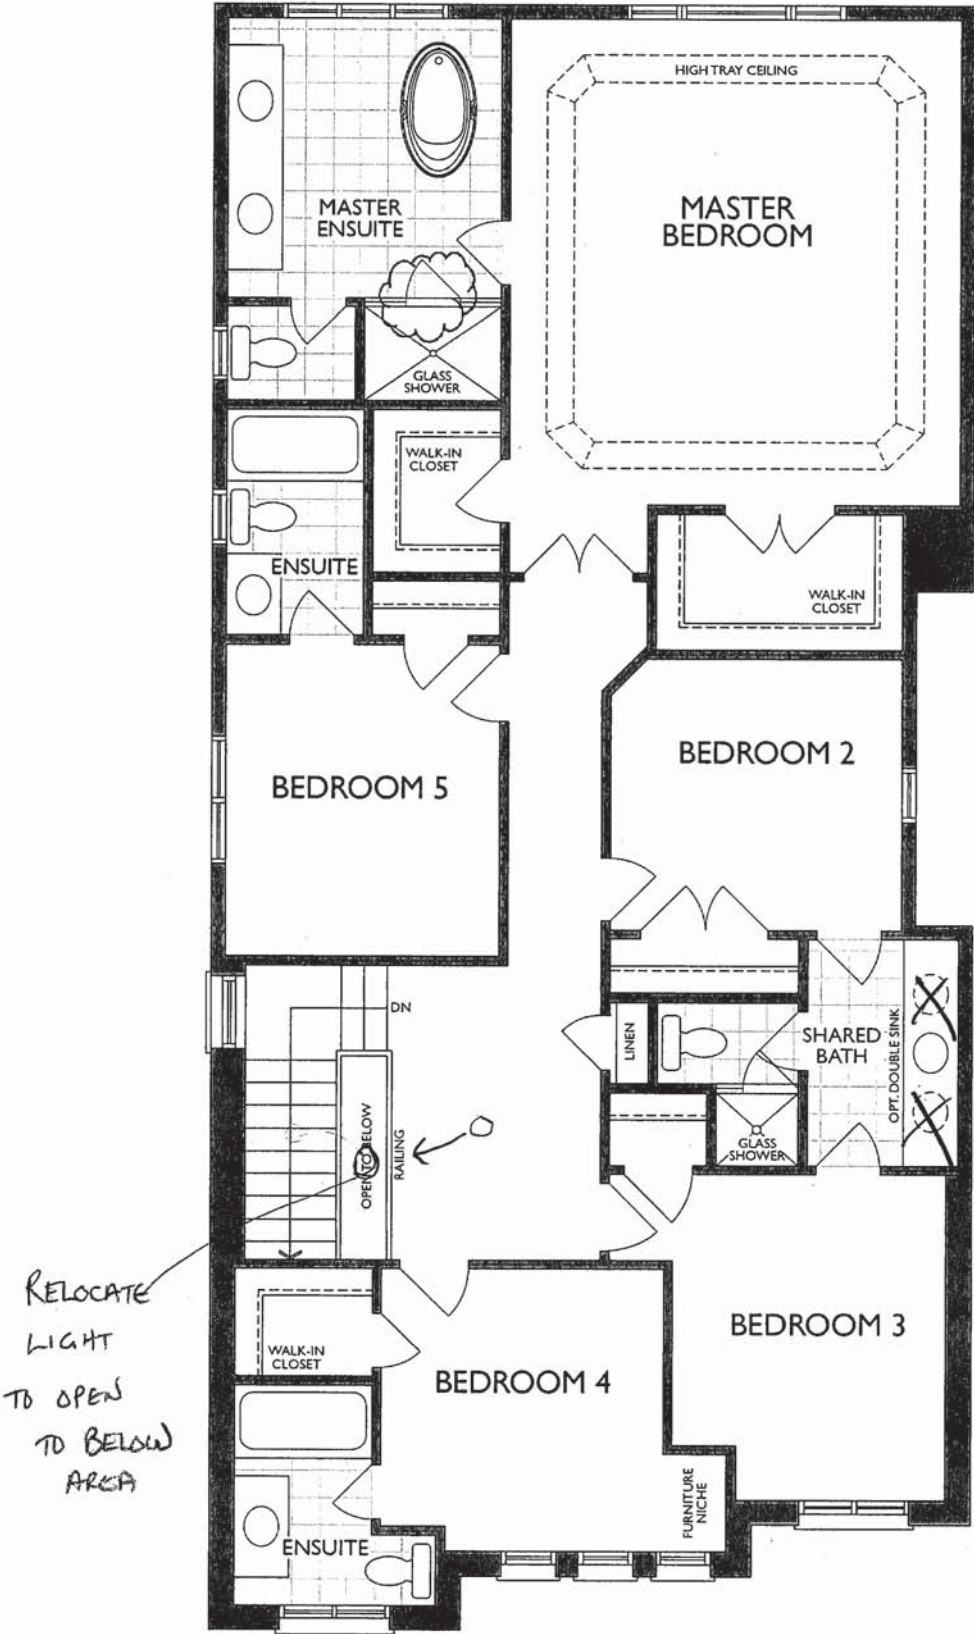 HIGH TRAY CEILING
MASTER
ENSUITE
MASTER
BEDROOM
GLASS
SHOWER
WALK-IN
CLOSET
ENSUITE
WALK-IN
CLOSET
BEDROOM 5
BEDROOM 2
DN
LINEN
SHARED
BATH
OPT. DOUBLE SINK
OPEN TO BELOW
RAILING
GLASS
SHOWER
RELOCATE
LIGHT
TO OPEN
TO BELOW
AREA
WALK-IN
CLOSET
BEDROOM 4
BEDROOM 3
FURNITURE
NICHE
ENSUITE